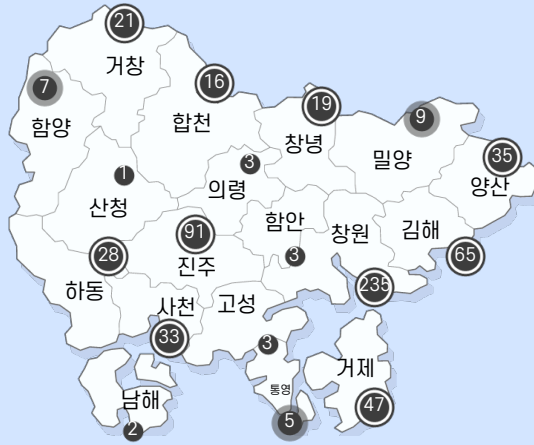 21
거창
7
함양
16
합천
19
창녕
9
밀양
35
양산
1
산청
3
의령
91
진주
함안
3
창원
김해
65
28
하동
235
사천
33
고성
3
통영
5
거제
47
남해
2